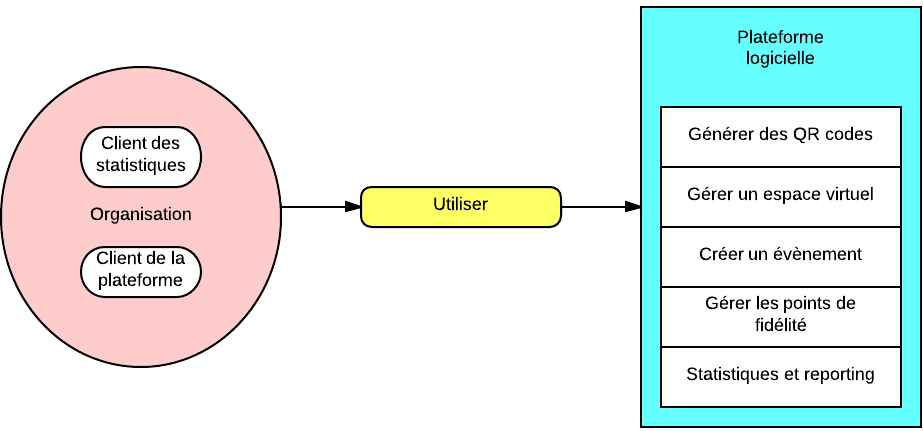 Client des
statistiques
Organisation
Client de la
plateforme
Utiliser
Plateforme
logicielle
Générer des QR codes
Gérer un espace virtuel
Créer un évènement
Gérer les points de
fidélité
Statistiques et reporting